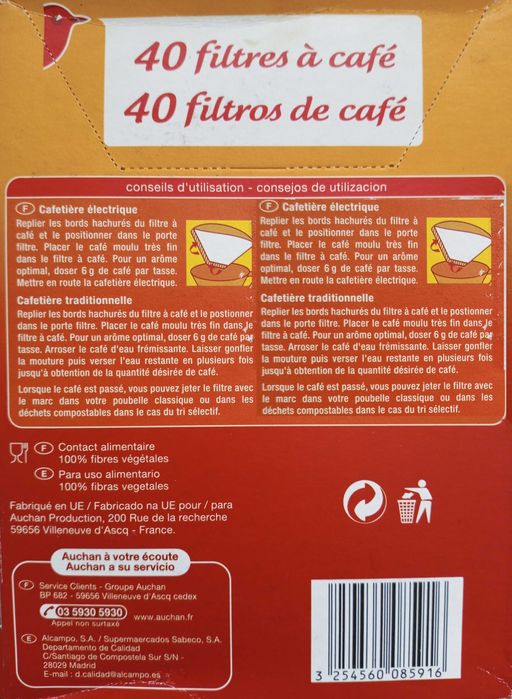 40 filtres à café
40 filtros de café
conseils d'utilisation - consejos de utilizacion
F Cafetière électrique
Replier les bords hachurés du filtre à
café et le positionner dans le porte
filtre. Placer le café moulu très fin
dans le filtre à café. Pour un arôme
optimal, doser 6 g de café par tasse.
Mettre en route la cafetière électrique.
Cafetière traditionnelle
Replier les bords hachurés du filtre à café et le postionner
dans le porte filtre. Placer le café moulu très fin dans le
filtre à café. Pour un arôme optimal, doser 6 g de café par
tasse. Arroser le café d'eau frémissante. Laisser gonfler
la mouture puis verser l'eau restante en plusieurs fois
jusqu'à obtention de la quantité désirée de café.
Lorsque le café est passé, vous pouvez jeter le filtre avec
le marc dans votre poubelle classique ou dans les
déchets compostables dans le cas du tri sélectif.
F Cafetière électrique
Replier les bords hachurés du filtre à
café et le positionner dans le porte
filtre. Placer le café moulu très fin
dans le filtre à café. Pour un arôme
optimal, doser 6 g de café par tasse.
Mettre en route la cafetière électrique.
Cafetière traditionnelle
Replier les bords hachurés du filtre à café et le postionner
dans le porte filtre. Placer le café moulu très fin dans le
filtre à café. Pour un arôme optimal, doser 6 g de café par
tasse. Arroser le café d'eau frémissante. Laisser gonfler
la mouture puis verser l'eau restante en plusieurs fois
jusqu'à obtention de la quantité désirée de café.
Lorsque le café est passé, vous pouvez jeter le filtre avec
le marc dans votre poubelle classique ou dans les
déchets compostables dans le cas du tri sélectif.
F Contact alimentaire
100% fibres végétales
E Para uso alimentario
100% fibras vegetales
Fabriqué en UE / Fabricado na UE pour / para
Auchan Production, 200 Rue de la recherche
59656 Villeneuve d'Ascq - France.
Auchan à votre écoute
Auchan a su servicio
F Service Clients - Groupe Auchan
BP 682 - 59656 Villeneuve d'Ascq cedex
03 5930 5930 www.auchan.fr
Appel non surtaxé
E Alcampo, S.A. / Supermercados Sabeco, S.A.
Departamento de Calidad
C/Santiago de Compostela Sur S/N -
28029 Madrid
E-mail : d.calidad@alcampo.es
3 254560 085916